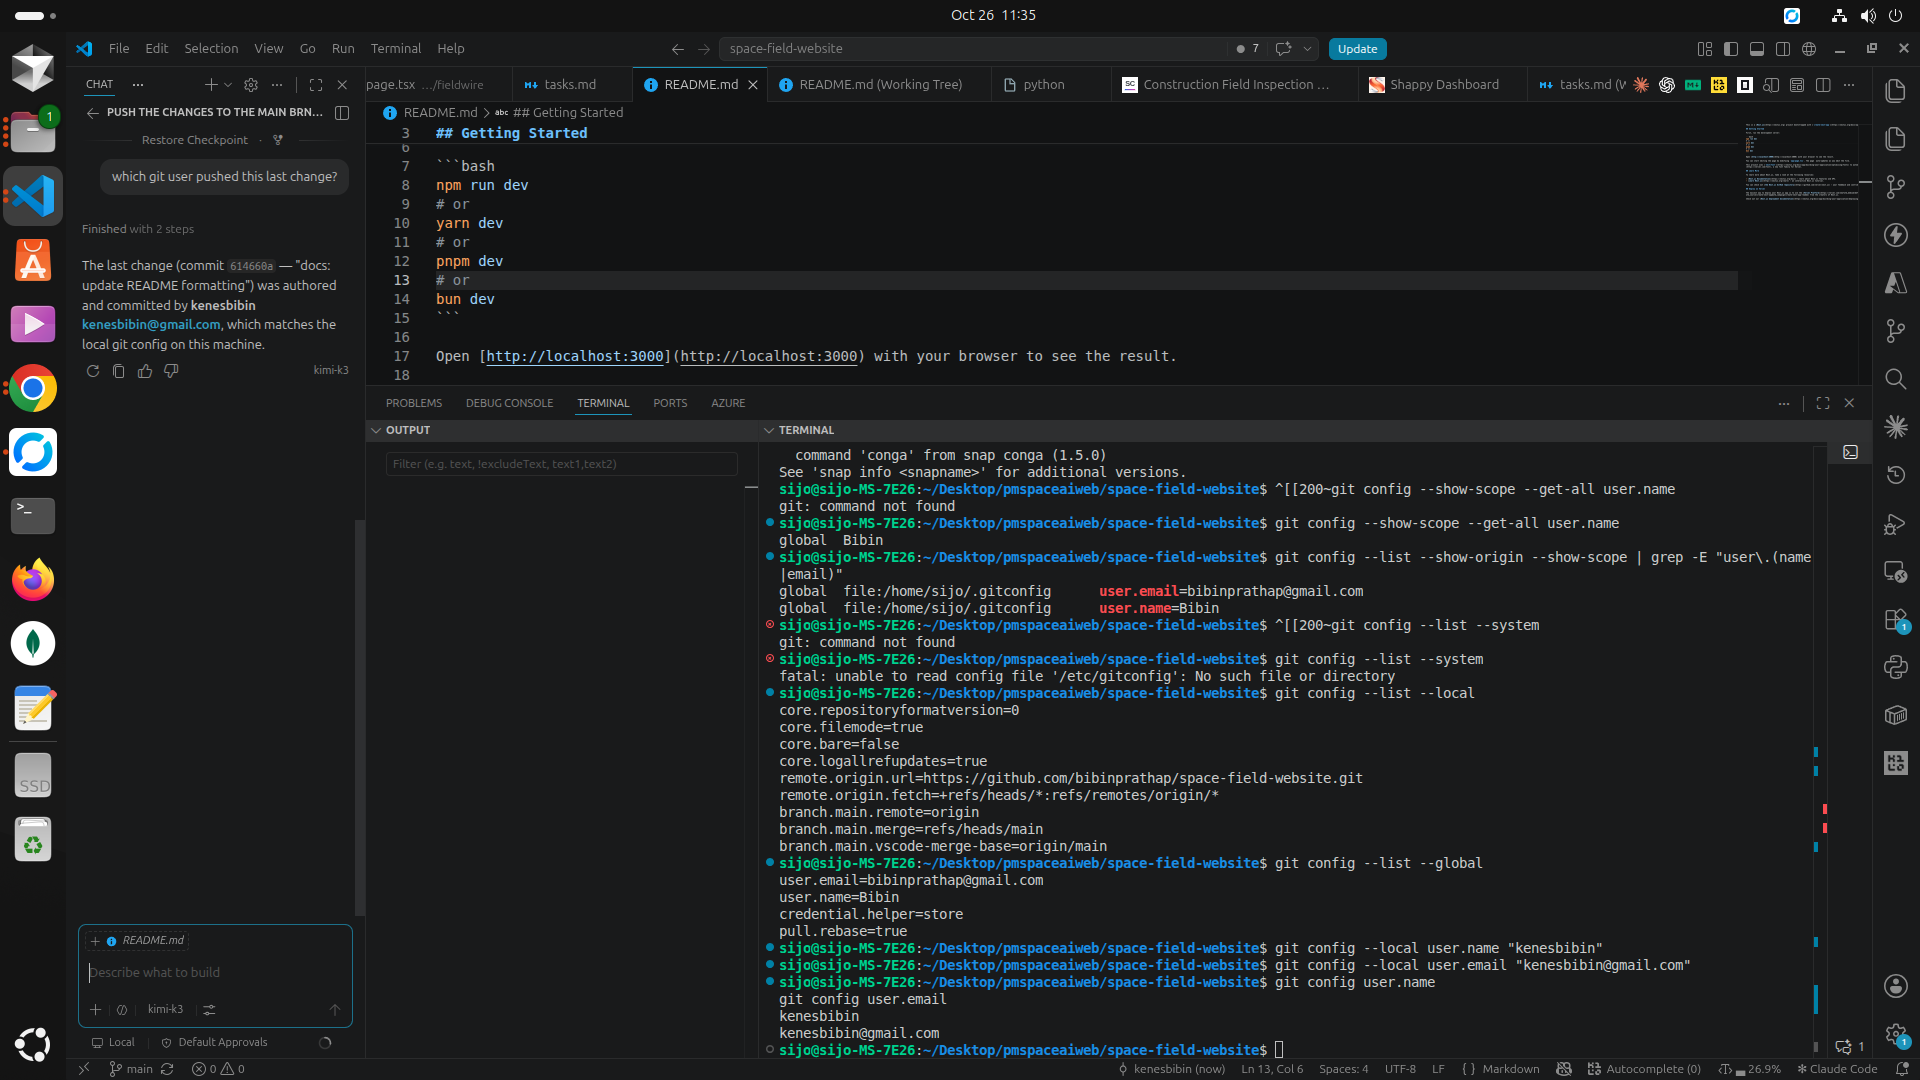 Oct 26 11:35
File Edit Selection View Go Run Terminal Help
space-field-website
7
Update
CHAT
page.tsx .../fieldwire
tasks.md
README.md
README.md (Working Tree)
python
Construction Field Inspection ...
Shappy Dashboard
tasks.md (V
PUSH THE CHANGES TO THE MAIN BRN...
README.md > ## Getting Started
Restore Checkpoint
which git user pushed this last change?
Finished with 2 steps
The last change (commit 614660a — "docs:
update README formatting") was authored
and committed by kenesbibin
kenesbibin@gmail.com, which matches the
local git config on this machine.
kimi-k3
3 ## Getting Started
6
7 ```bash
8 npm run dev
9 # or
10 yarn dev
11 # or
12 pnpm dev
13 # or
14 bun dev
15 ```
16
17 Open [http://localhost:3000](http://localhost:3000) with your browser to see the result.
18
PROBLEMS DEBUG CONSOLE TERMINAL PORTS AZURE
OUTPUT
Filter (e.g. text, !excludeText, text1,text2)
TERMINAL
command 'conga' from snap conga (1.5.0)
See 'snap info <snapname>' for additional versions.
sijo@sijo-MS-7E26:~/Desktop/pmspaceaiweb/space-field-website$ ^[[200~git config --show-scope --get-all user.name
git: command not found
sijo@sijo-MS-7E26:~/Desktop/pmspaceaiweb/space-field-website$ git config --show-scope --get-all user.name
global  Bibin
sijo@sijo-MS-7E26:~/Desktop/pmspaceaiweb/space-field-website$ git config --list --show-origin --show-scope | grep -E "user\.(name
|email)"
global  file:/home/sijo/.gitconfig      user.email=bibinprathap@gmail.com
global  file:/home/sijo/.gitconfig      user.name=Bibin
sijo@sijo-MS-7E26:~/Desktop/pmspaceaiweb/space-field-website$ ^[[200~git config --list --system
git: command not found
sijo@sijo-MS-7E26:~/Desktop/pmspaceaiweb/space-field-website$ git config --list --system
fatal: unable to read config file '/etc/gitconfig': No such file or directory
sijo@sijo-MS-7E26:~/Desktop/pmspaceaiweb/space-field-website$ git config --list --local
core.repositoryformatversion=0
core.filemode=true
core.bare=false
core.logallrefupdates=true
remote.origin.url=https://github.com/bibinprathap/space-field-website.git
remote.origin.fetch=+refs/heads/*:refs/remotes/origin/*
branch.main.remote=origin
branch.main.merge=refs/heads/main
branch.main.vscode-merge-base=origin/main
sijo@sijo-MS-7E26:~/Desktop/pmspaceaiweb/space-field-website$ git config --list --global
user.email=bibinprathap@gmail.com
user.name=Bibin
credential.helper=store
pull.rebase=true
sijo@sijo-MS-7E26:~/Desktop/pmspaceaiweb/space-field-website$ git config --local user.name "kenesbibin"
sijo@sijo-MS-7E26:~/Desktop/pmspaceaiweb/space-field-website$ git config --local user.email "kenesbibin@gmail.com"
sijo@sijo-MS-7E26:~/Desktop/pmspaceaiweb/space-field-website$ git config user.name
git config user.email
kenesbibin
kenesbibin@gmail.com
sijo@sijo-MS-7E26:~/Desktop/pmspaceaiweb/space-field-website$
README.md
Describe what to build
kimi-k3
Local
Default Approvals
main
0 0
kenesbibin (now)
Ln 13, Col 6
Spaces: 4
UTF-8
LF
{ } Markdown
Autocomplete (0)
26.9%
Claude Code
1
1
1
1
SSD